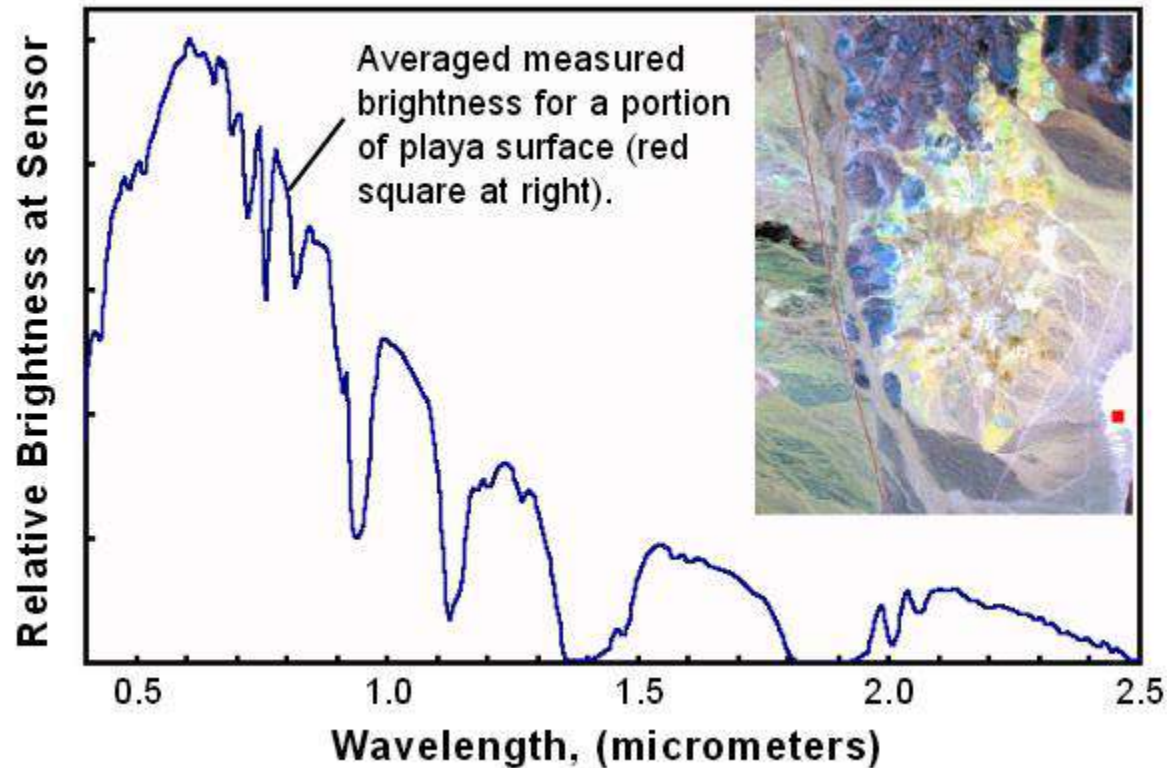 Relative Brightness at Sensor
Averaged measured
brightness for a portion
of playa surface (red
square at right).
0.5 1.0 1.5 2.0 2.5
Wavelength, (micrometers)